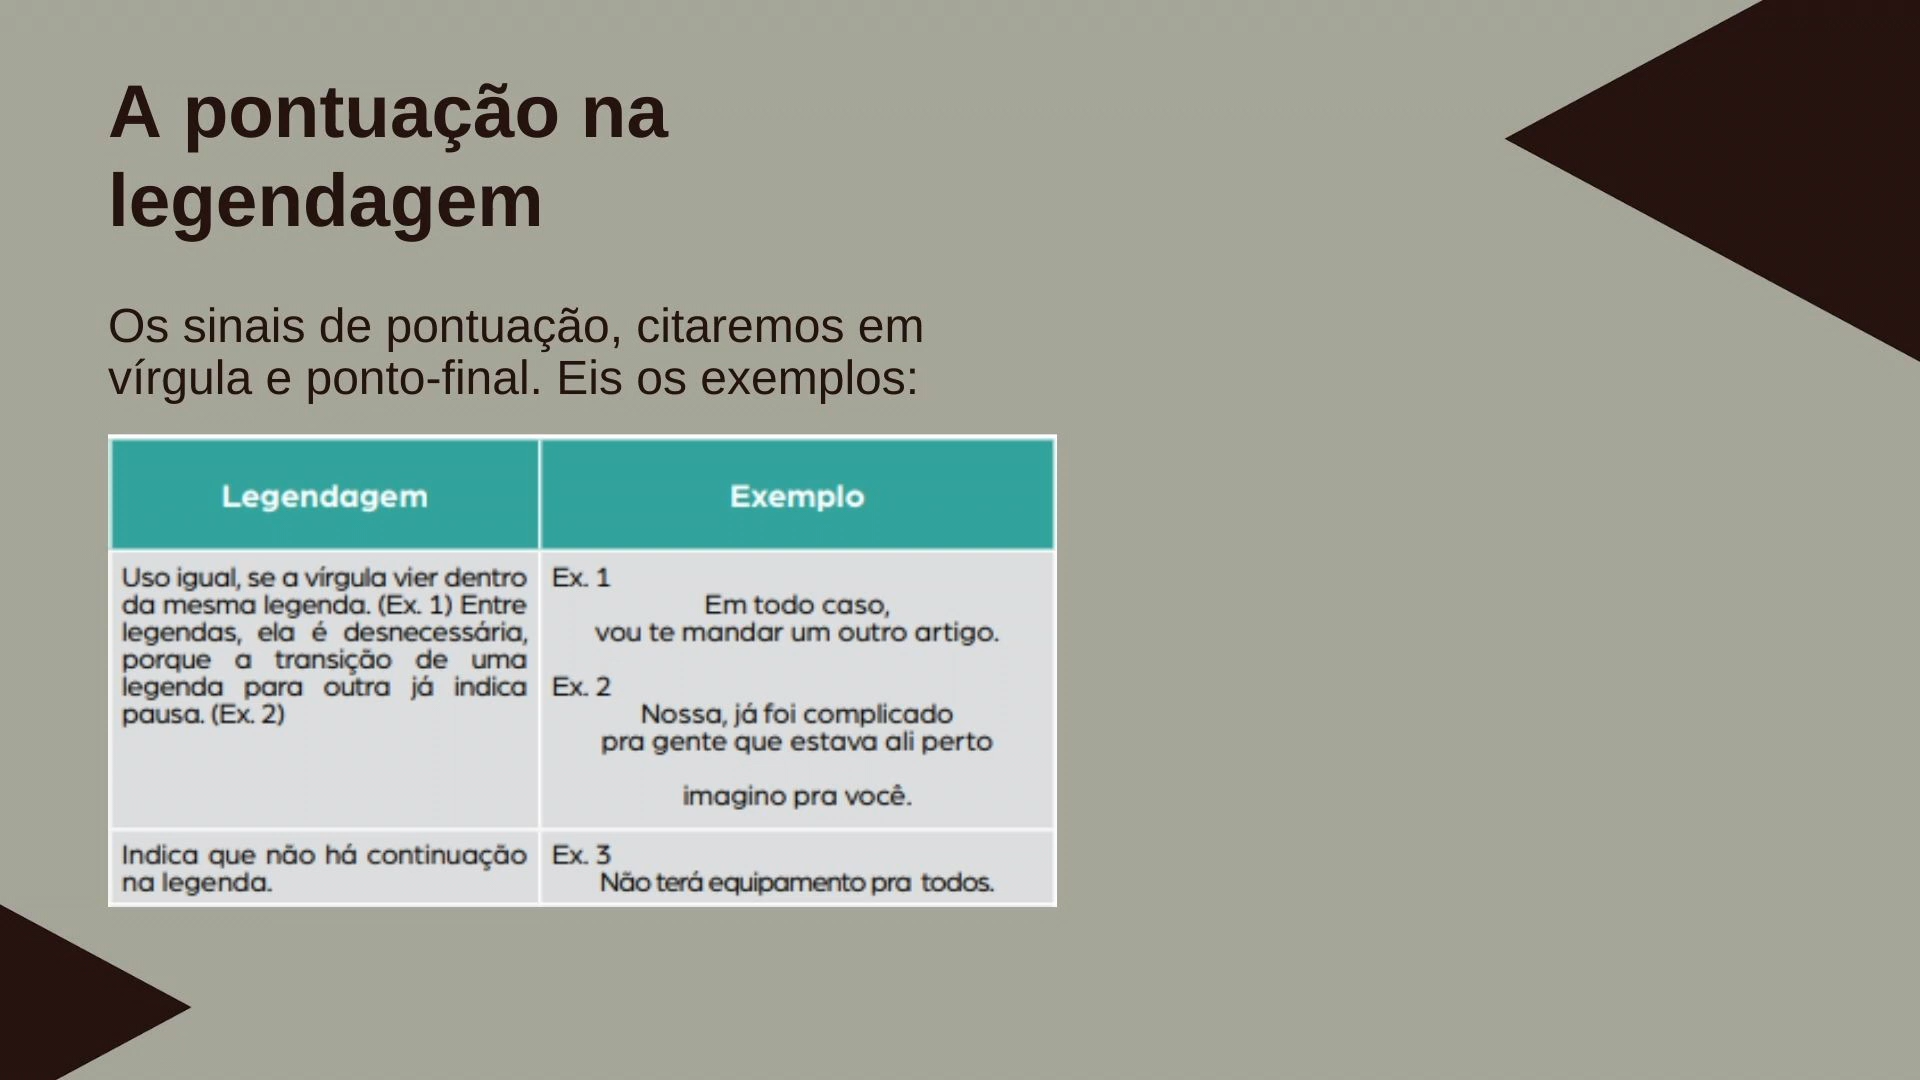 A pontuação na
legendagem
Os sinais de pontuação, citaremos em
vírgula e ponto-final. Eis os exemplos:
Legendagem
Exemplo
Uso igual, se a vírgula vier dentro
da mesma legenda. (Ex. 1) Entre
legendas, ela é desnecessária,
porque a transição de uma
legenda para outra já indica
pausa. (Ex. 2)
Ex. 1
Em todo caso,
vou te mandar um outro artigo.
Ex. 2
Nossa, já foi complicado
pra gente que estava ali perto
imagino pra você.
Indica que não há continuação
na legenda.
Ex. 3
Não terá equipamento pra todos.